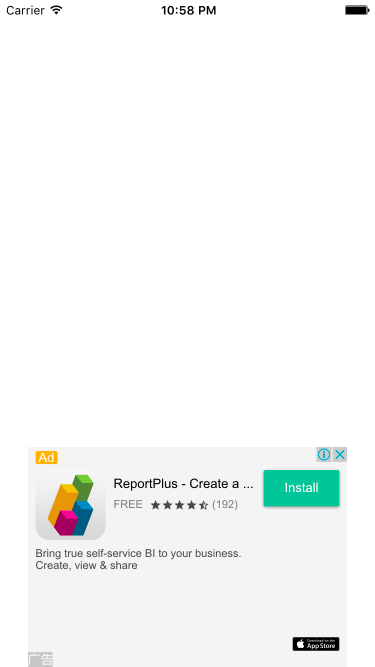 Carrier 10:58 PM
Ad
ReportPlus - Create a ...
Install
FREE (192)
Bring true self-service BI to your business.
Create, view & share
Download on the
App Store
广告